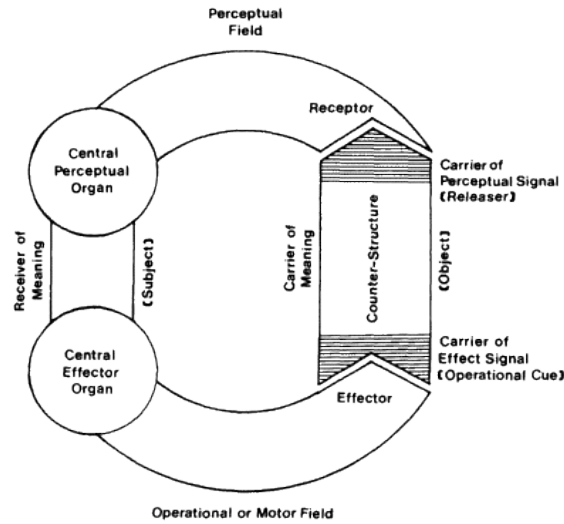 Perceptual
Field
Receptor
Central
Perceptual
Organ
Carrier of
Perceptual Signal
(Releaser)
Receiver of
Meaning
(Subject)
Carrier of
Meaning
Counter-Structure
(Object)
Central
Effector
Organ
Carrier of
Effect Signal
(Operational Cue)
Effector
Operational or Motor Field